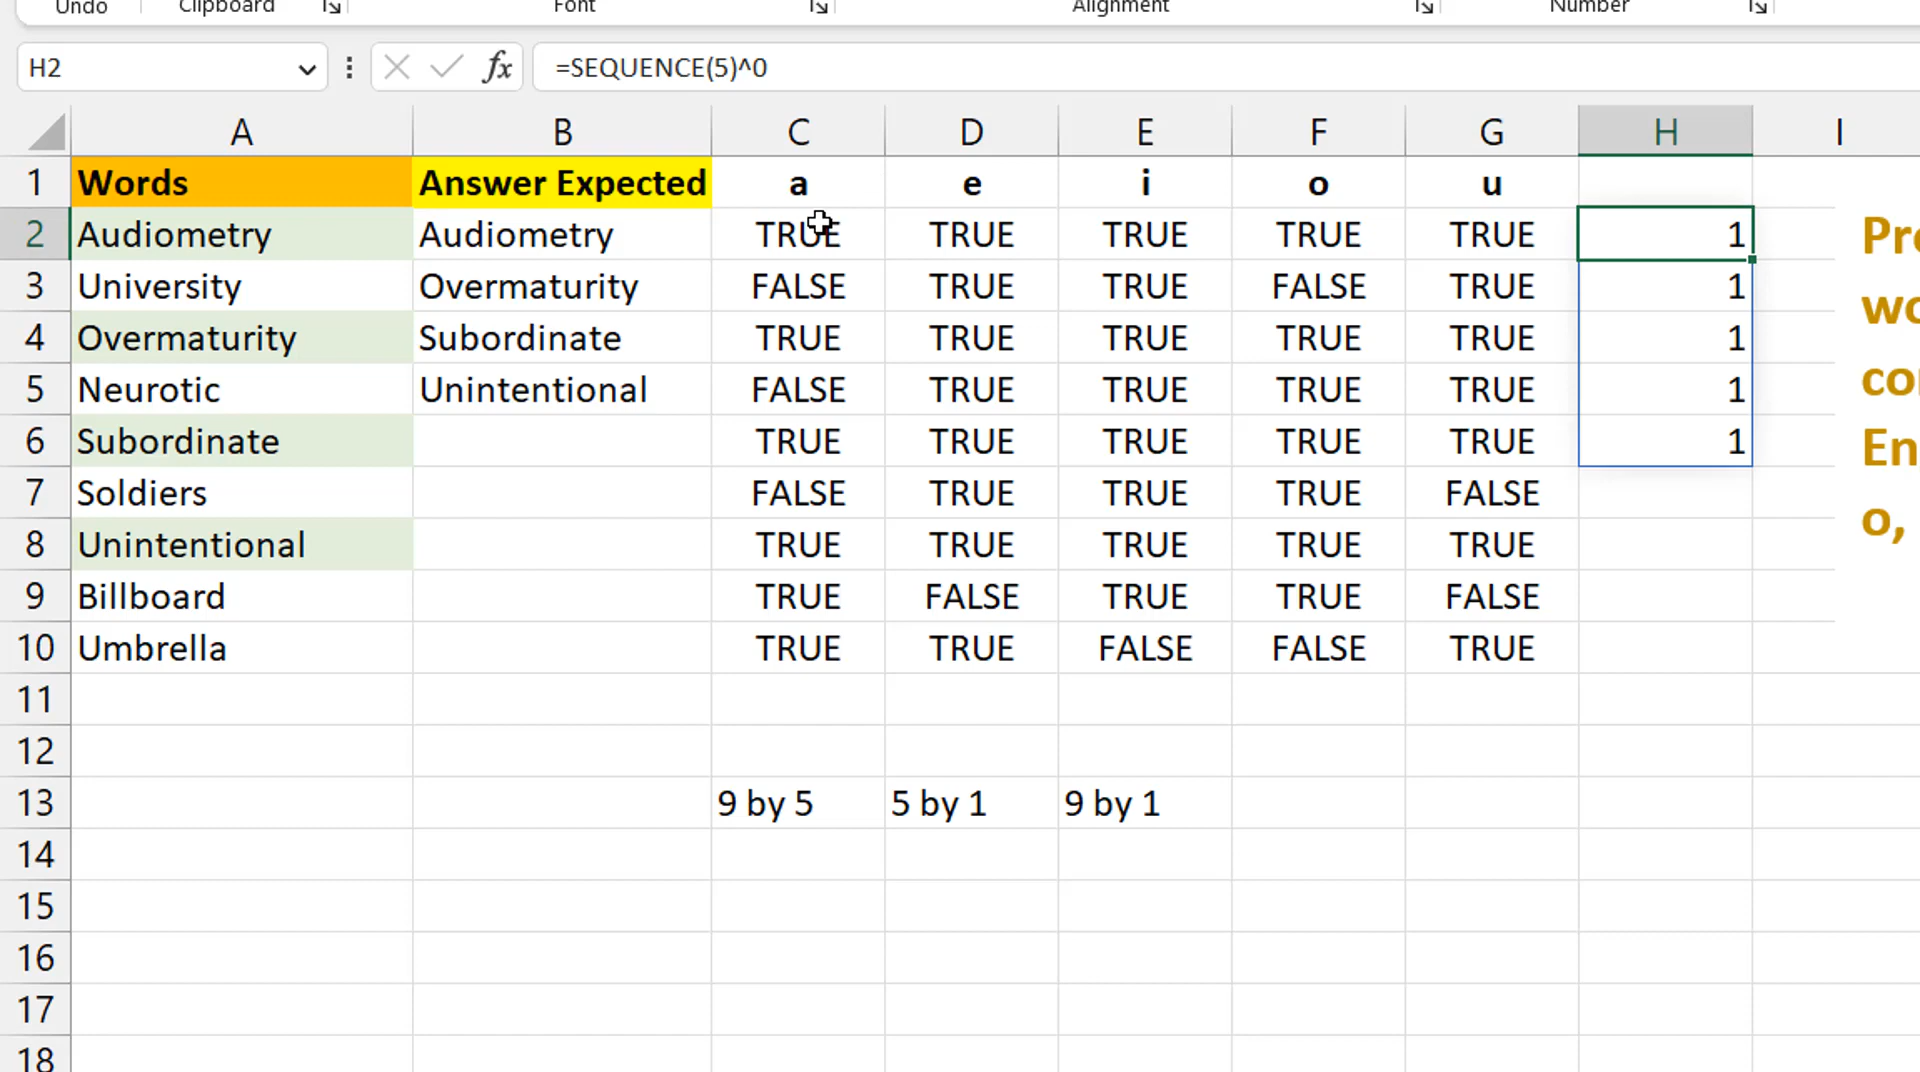 Undo Clipboard Font Alignment Number
H2 fx =SEQUENCE(5)^0
A B C D E F G H I
1 Words Answer Expected a e i o u
2 Audiometry Audiometry TRUE TRUE TRUE TRUE TRUE 1
3 University Overmaturity FALSE TRUE TRUE FALSE TRUE 1
4 Overmaturity Subordinate TRUE TRUE TRUE TRUE TRUE 1
5 Neurotic Unintentional FALSE TRUE TRUE TRUE TRUE 1
6 Subordinate TRUE TRUE TRUE TRUE TRUE 1
7 Soldiers FALSE TRUE TRUE TRUE FALSE
8 Unintentional TRUE TRUE TRUE TRUE TRUE
9 Billboard TRUE FALSE TRUE TRUE FALSE
10 Umbrella TRUE TRUE FALSE FALSE TRUE
11
12
13 9 by 5 5 by 1 9 by 1
14
15
16
17
18
o,